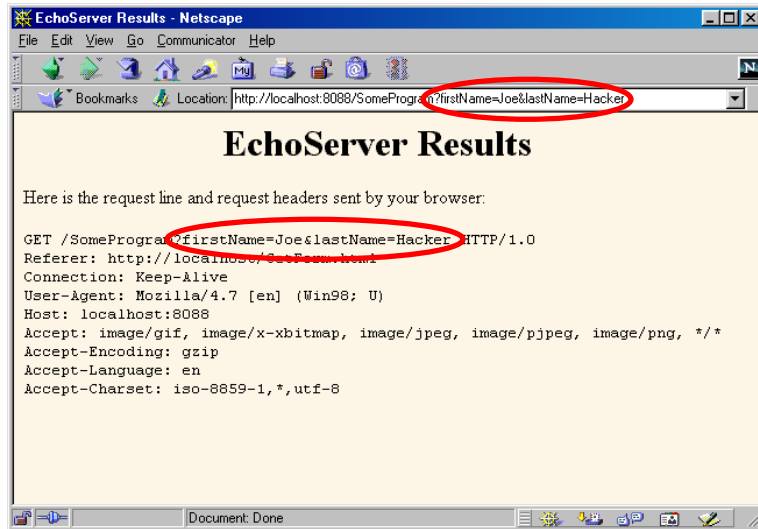 EchoServer Results - Netscape
File Edit View Go Communicator Help
My
N
Bookmarks Location: http://localhost:8088/SomeProgram?firstName=Joe&lastName=Hacker
EchoServer Results
Here is the request line and request headers sent by your browser:
GET /SomeProgram?firstName=Joe&lastName=Hacker HTTP/1.0
Referer: http://localhost/GetForm.html
Connection: Keep-Alive
User-Agent: Mozilla/4.7 [en] (Win98; U)
Host: localhost:8088
Accept: image/gif, image/x-xbitmap, image/jpeg, image/pjpeg, image/png, */*
Accept-Encoding: gzip
Accept-Language: en
Accept-Charset: iso-8859-1,*,utf-8
Document: Done